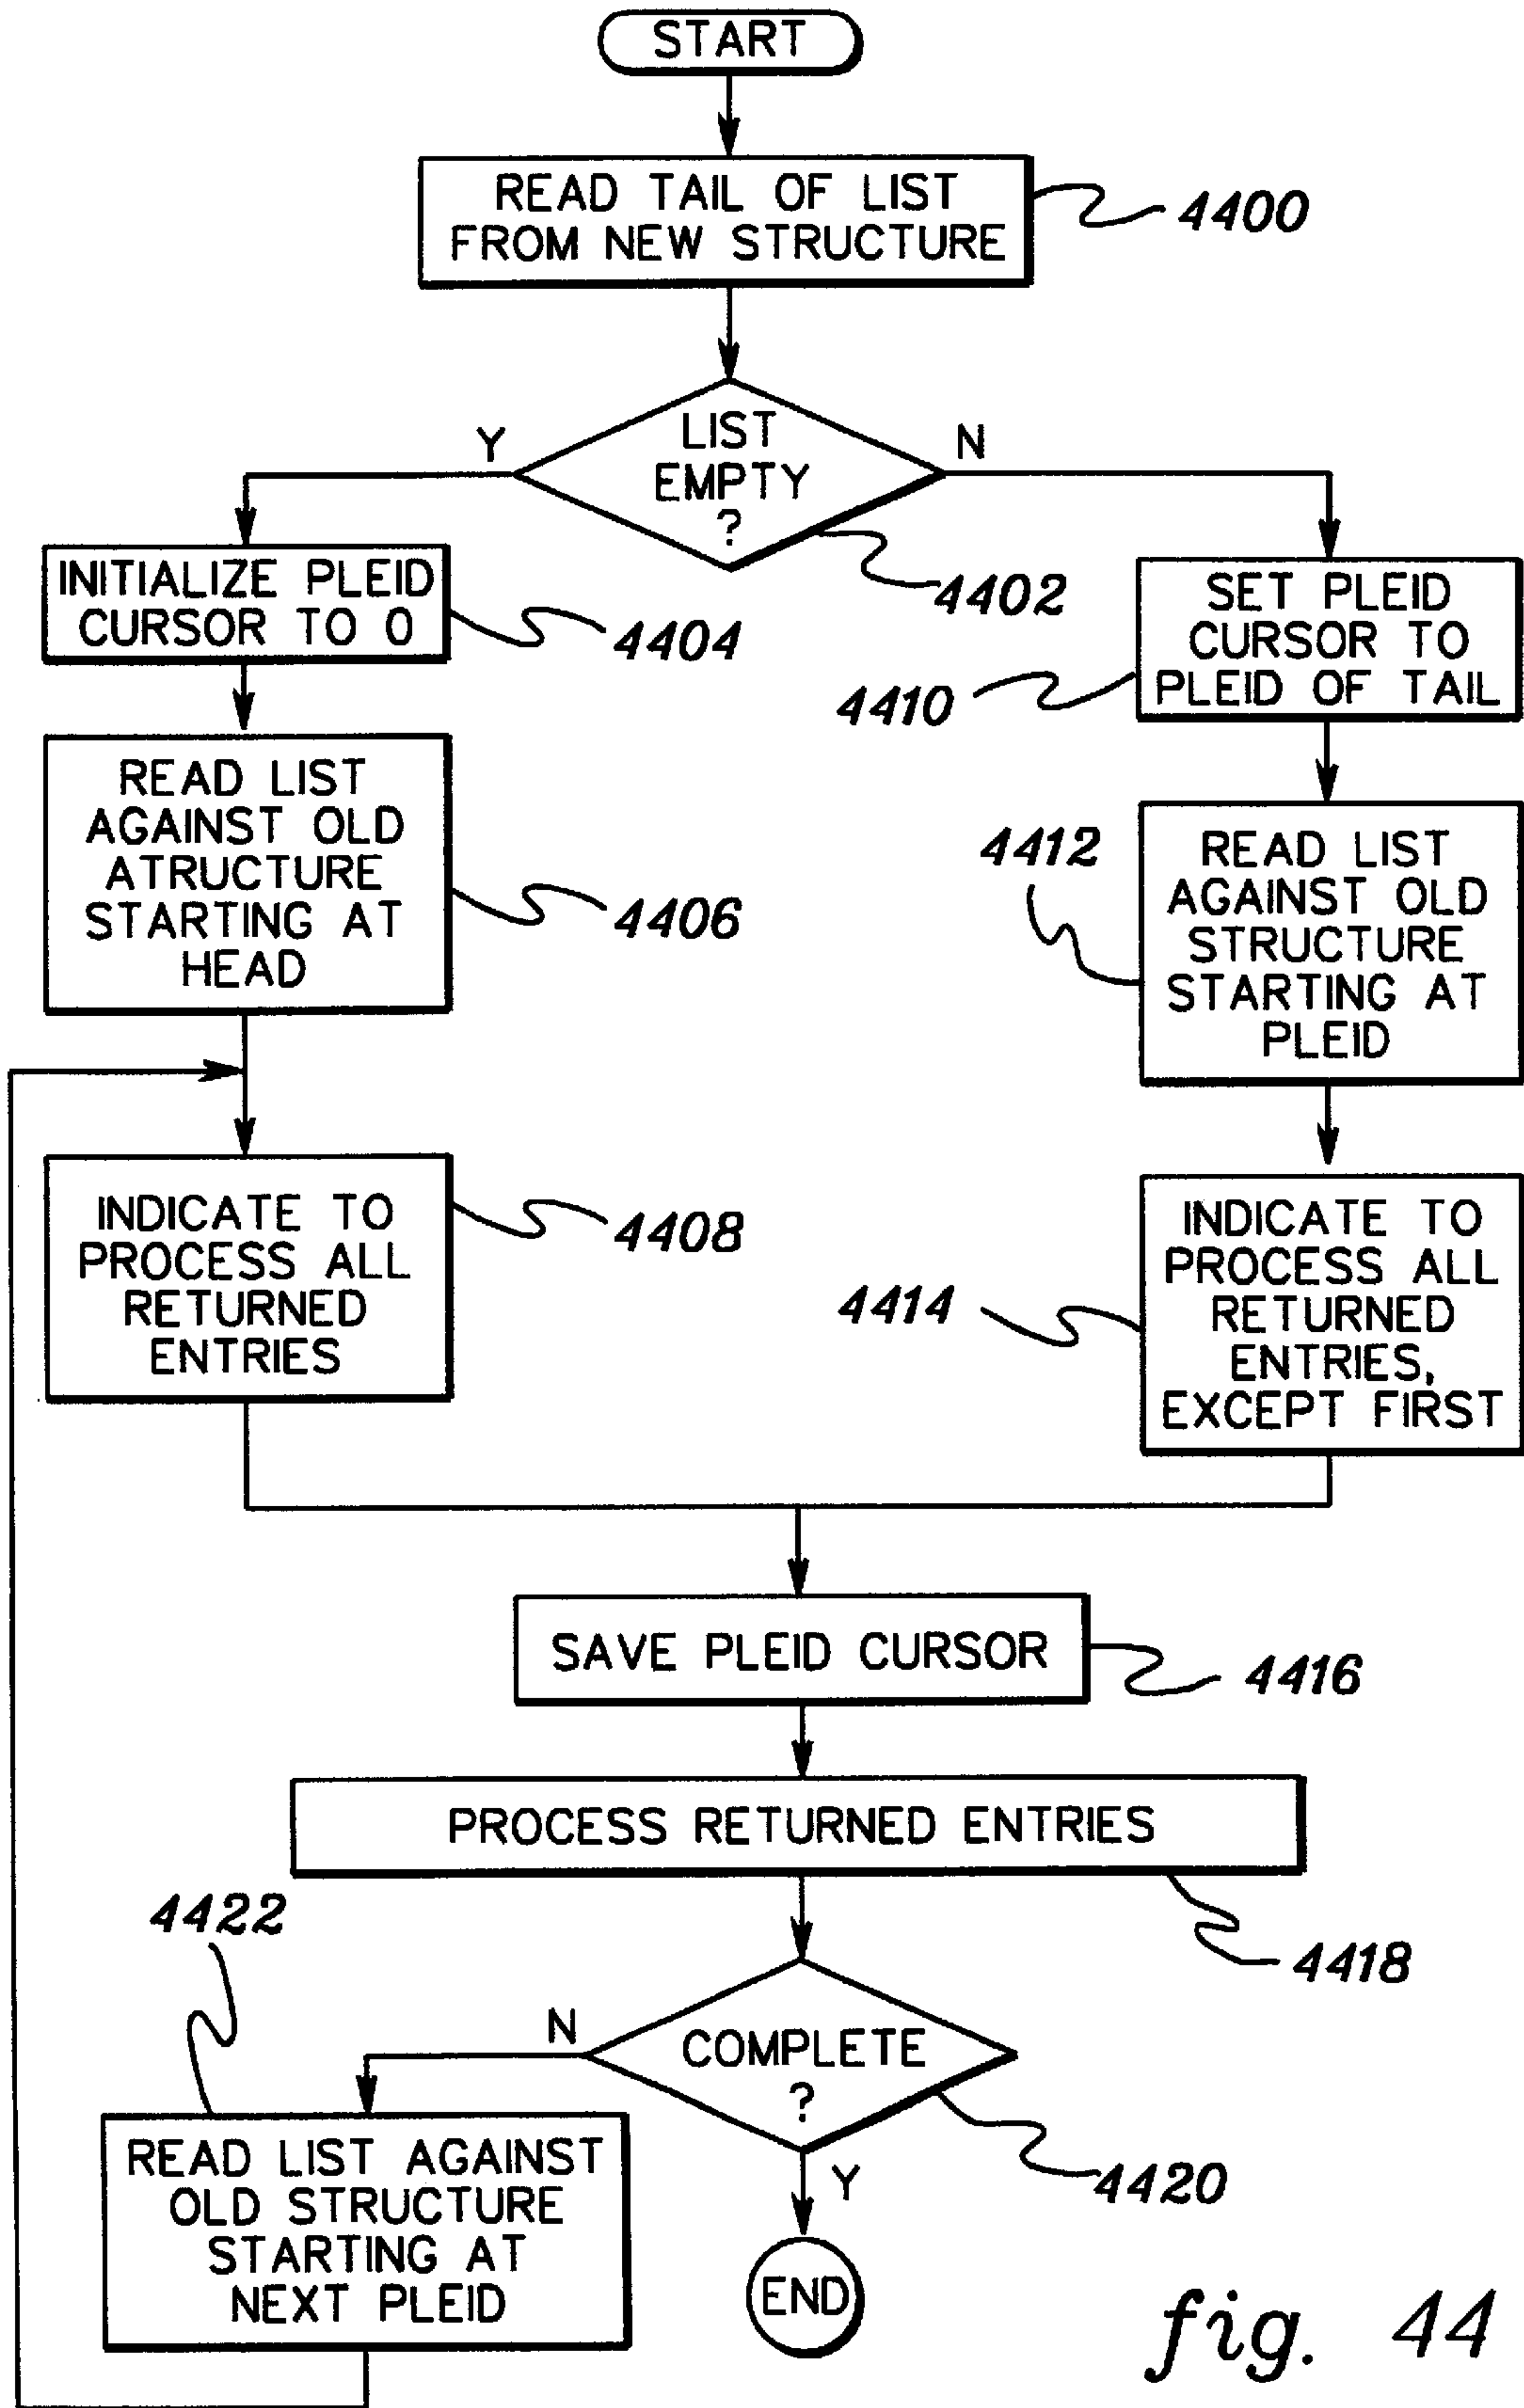 START
READ TAIL OF LIST
FROM NEW STRUCTURE
4400
LIST
EMPTY
?
Y
N
4402
INITIALIZE PLEID
CURSOR TO 0
4404
SET PLEID
CURSOR TO
PLEID OF TAIL
4410
READ LIST
AGAINST OLD
ATRUCTURE
STARTING AT
HEAD
4406
READ LIST
AGAINST OLD
STRUCTURE
STARTING AT
PLEID
4412
INDICATE TO
PROCESS ALL
RETURNED
ENTRIES
4408
INDICATE TO
PROCESS ALL
RETURNED
ENTRIES,
EXCEPT FIRST
4414
SAVE PLEID CURSOR
4416
PROCESS RETURNED ENTRIES
4418
COMPLETE
?
N
Y
4420
4422
READ LIST AGAINST
OLD STRUCTURE
STARTING AT
NEXT PLEID
END
fig. 44